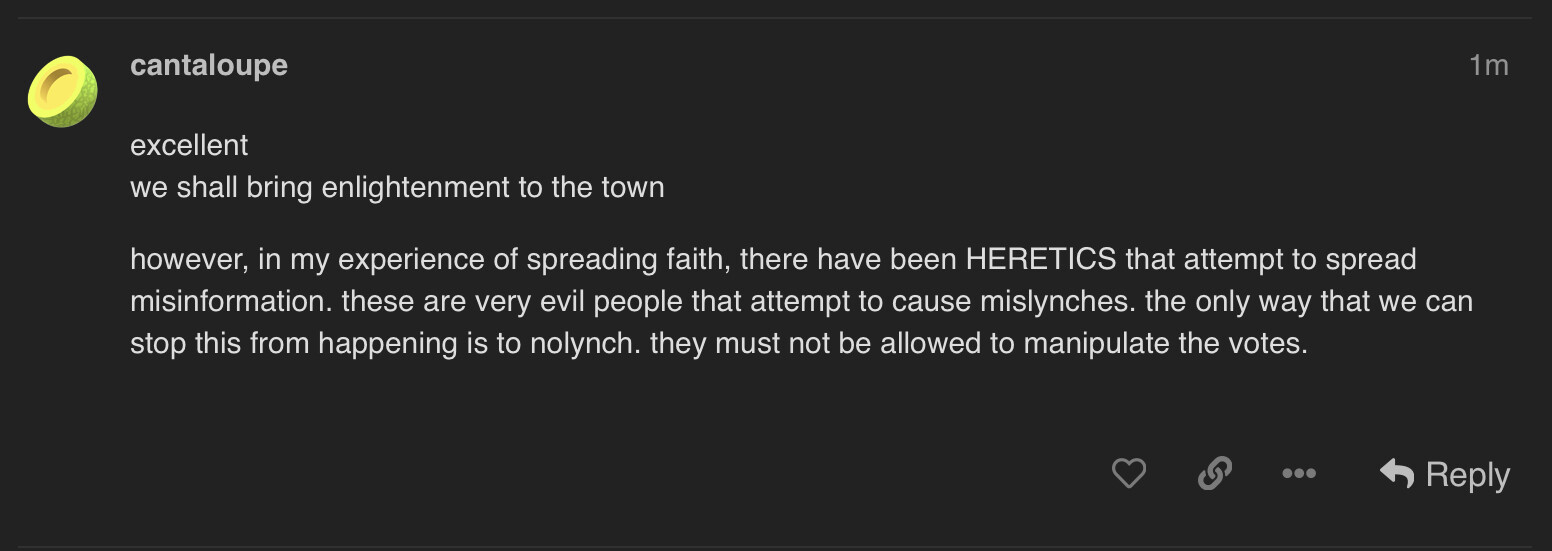 cantaloupe
1m
excellent
we shall bring enlightenment to the town
however, in my experience of spreading faith, there have been HERETICS that attempt to spread
misinformation. these are very evil people that attempt to cause mislynches. the only way that we can
stop this from happening is to nolynch. they must not be allowed to manipulate the votes.
Reply